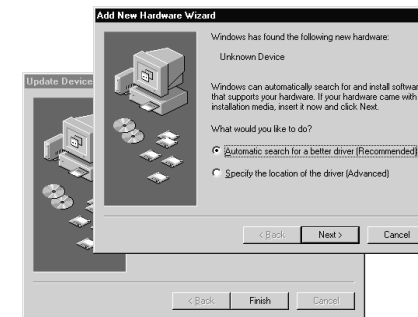 Add New Hardware Wizard
Windows has found the following new hardware:
Unknown Device
Windows can automatically search for and install software
that supports your hardware. If your hardware came with
installation media, insert it now and click Next.
What would you like to do?
Automatic search for a better driver (Recommended)
Specify the location of the driver (Advanced)
< Back
Next >
Cancel
Update Device
< Back
Finish
Cancel